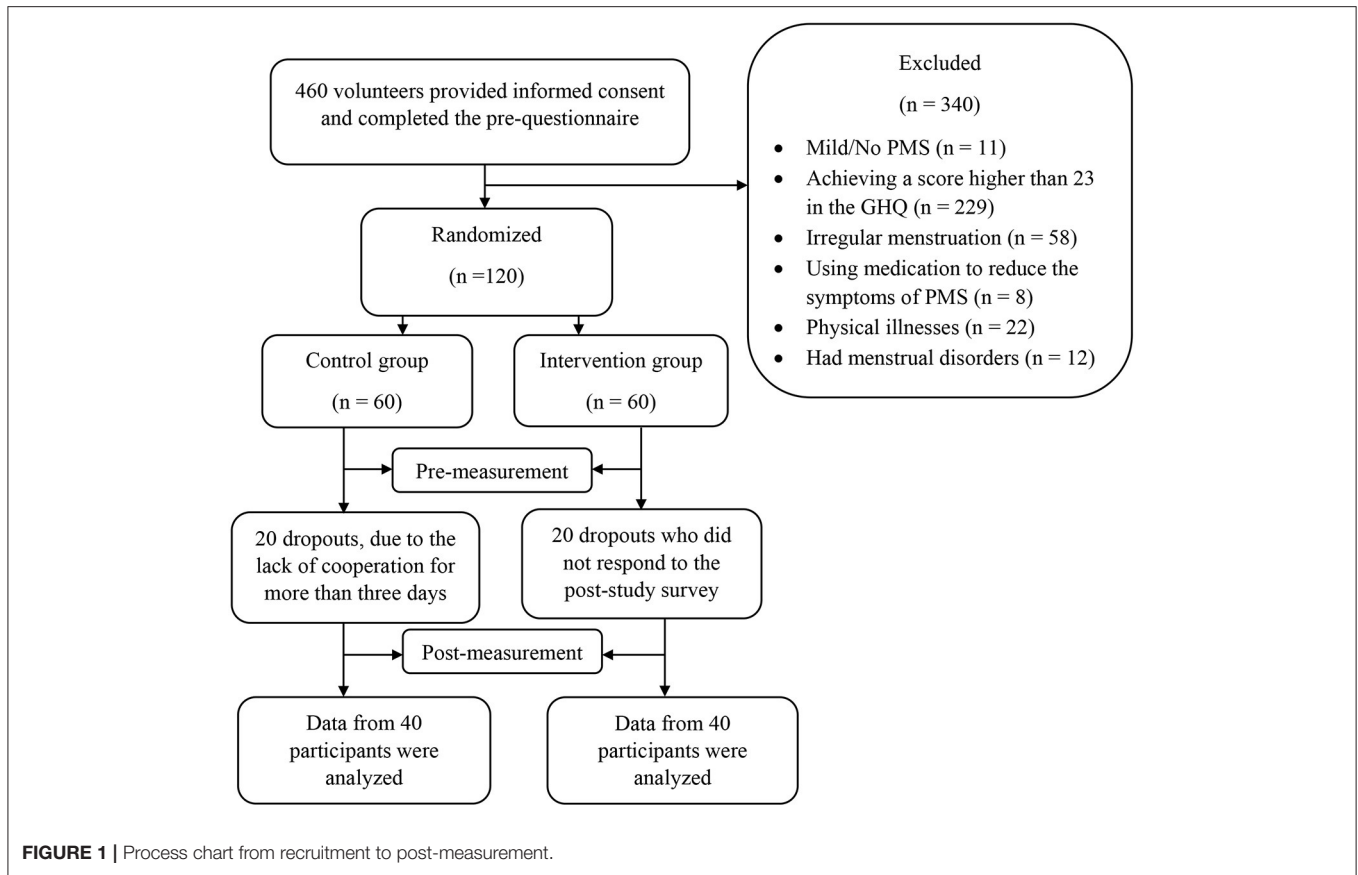 460 volunteers provided informed consent
and completed the pre-questionnaire
Excluded
(n = 340)
• Mild/No PMS (n = 11)
• Achieving a score higher than 23
in the GHQ (n = 229)
• Irregular menstruation (n = 58)
• Using medication to reduce the
symptoms of PMS (n = 8)
• Physical illnesses (n = 22)
• Had menstrual disorders (n = 12)
Randomized
(n =120)
Control group
(n = 60)
Intervention group
(n = 60)
Pre-measurement
20 dropouts, due to the
lack of cooperation for
more than three days
20 dropouts who did
not respond to the
post-study survey
Post-measurement
Data from 40
participants were
analyzed
Data from 40
participants were
analyzed
FIGURE 1 | Process chart from recruitment to post-measurement.